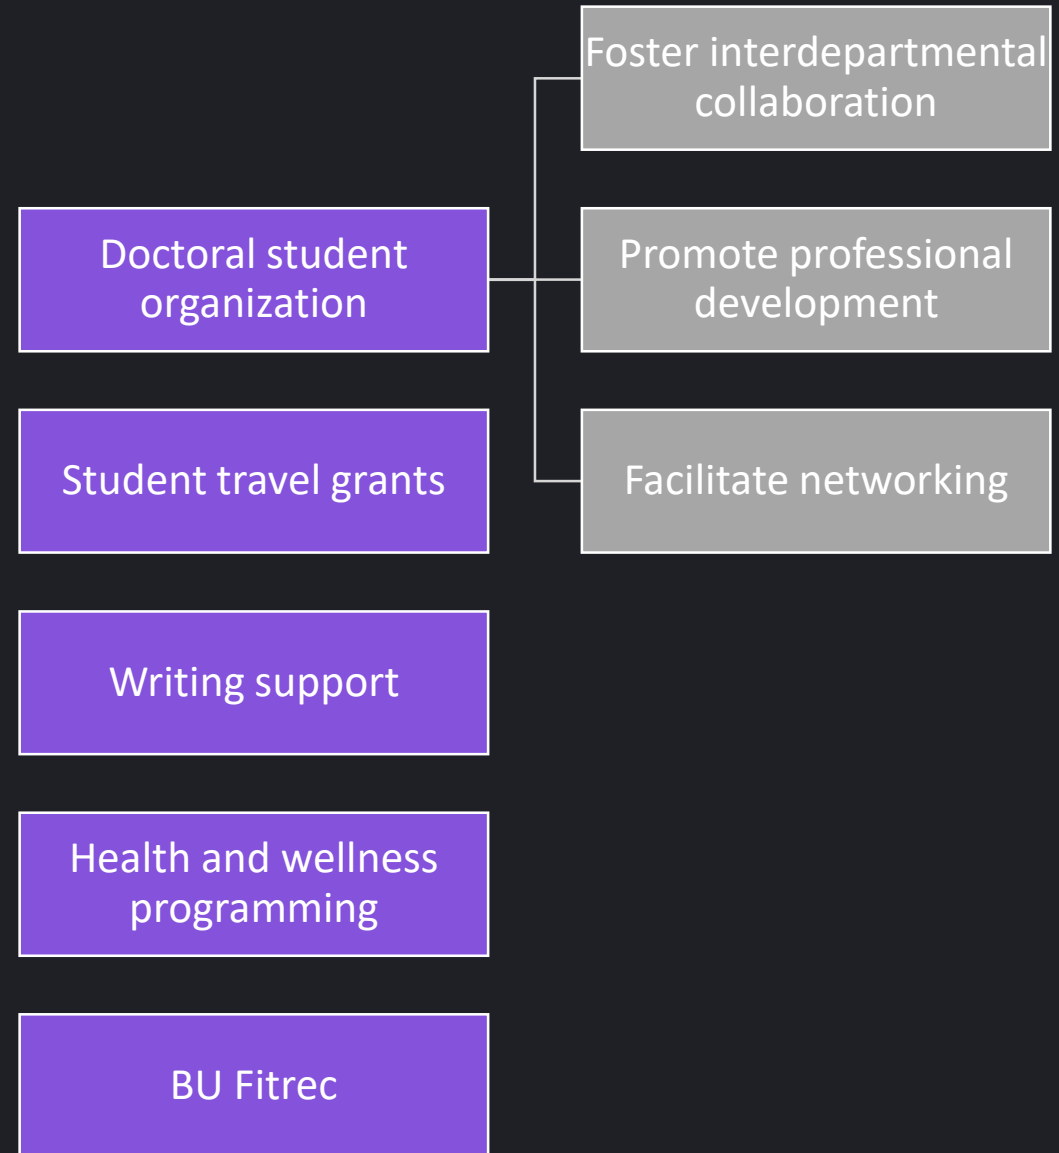 Foster interdepartmental
collaboration
Doctoral student
organization
Promote professional
development
Student travel grants
Facilitate networking
Writing support
Health and wellness
programming
BU Fitrec